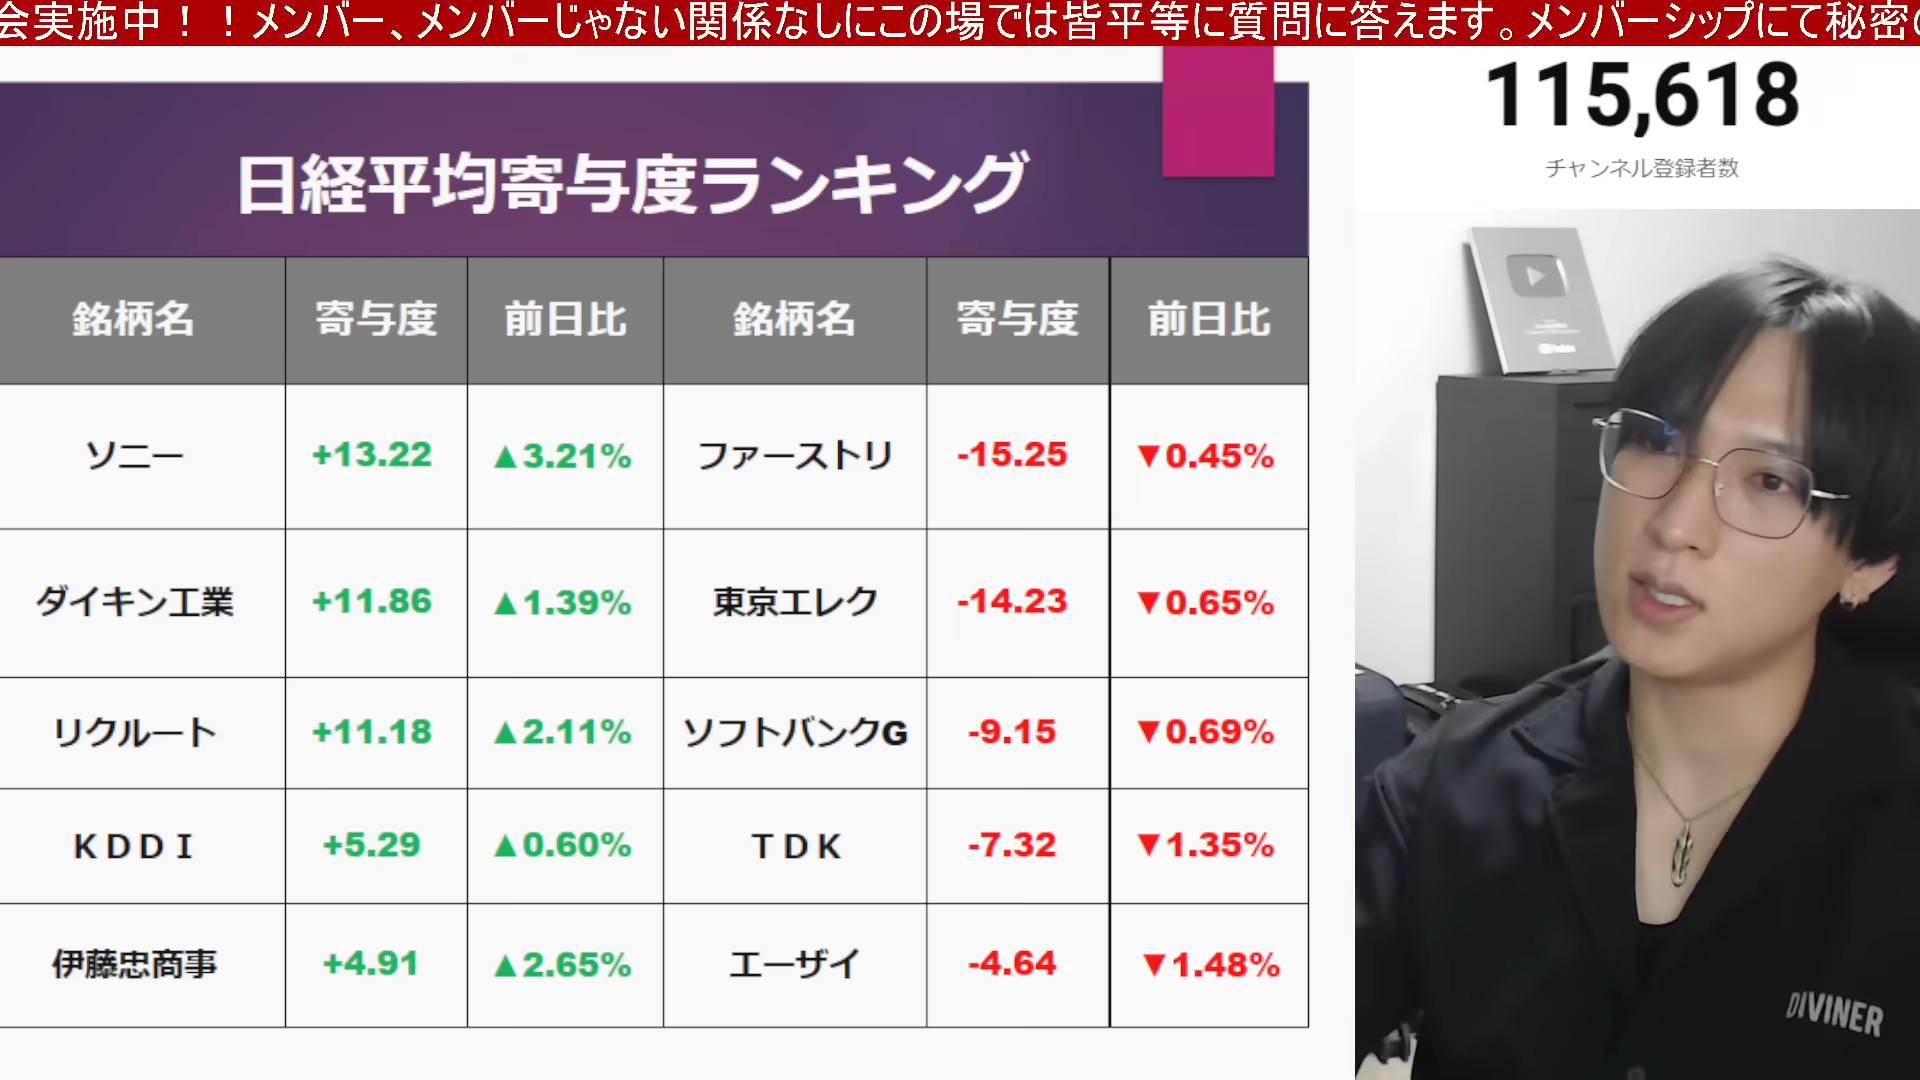 会実施中！！メンバー、メンバーじゃない関係なしにこの場では皆平等に質問に答えます。メンバーシップにて秘密の
115,618
チャンネル登録者数
日経平均寄与度ランキング
銘柄名 寄与度 前日比 銘柄名 寄与度 前日比
ソニー +13.22 ▲3.21% ファーストリ -15.25 ▼0.45%
ダイキン工業 +11.86 ▲1.39% 東京エレク -14.23 ▼0.65%
リクルート +11.18 ▲2.11% ソフトバンクG -9.15 ▼0.69%
ＫＤＤＩ +5.29 ▲0.60% ＴＤＫ -7.32 ▼1.35%
伊藤忠商事 +4.91 ▲2.65% エーザイ -4.64 ▼1.48%
DIVINER